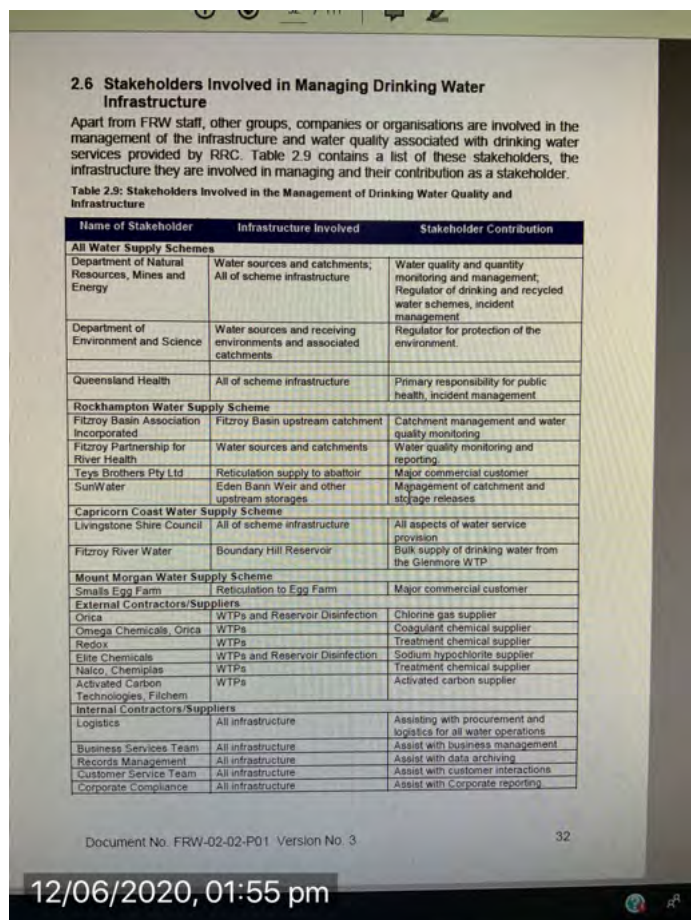 2.6 Stakeholders Involved in Managing Drinking Water
Infrastructure
Apart from FRW staff, other groups, companies or organisations are involved in the
management of the infrastructure and water quality associated with drinking water
services provided by RRC. Table 2.9 contains a list of these stakeholders, the
infrastructure they are involved in managing and their contribution as a stakeholder.
Table 2.9: Stakeholders Involved in the Management of Drinking Water Quality and
Infrastructure
Name of Stakeholder Infrastructure Involved Stakeholder Contribution
All Water Supply Schemes
Department of Natural Water sources and catchments; Water quality and quantity
Resources, Mines and All of scheme infrastructure monitoring and management;
Energy Regulator of drinking and recycled
water schemes, incident
management
Department of Water sources and receiving Regulator for protection of the
Environment and Science environments and associated environment.
catchments
Queensland Health All of scheme infrastructure Primary responsibility for public
health, incident management
Rockhampton Water Supply Scheme
Fitzroy Basin Association Fitzroy Basin upstream catchment Catchment management and water
Incorporated quality monitoring
Fitzroy Partnership for Water sources and catchments Water quality monitoring and
River Health reporting.
Teys Brothers Pty Ltd Reticulation supply to abattoir Major commercial customer
SunWater Eden Bann Weir and other Management of catchment and
upstream storages storage releases
Capricorn Coast Water Supply Scheme
Livingstone Shire Council All of scheme infrastructure All aspects of water service
provision
Fitzroy River Water Boundary Hill Reservoir Bulk supply of drinking water from
the Glenmore WTP
Mount Morgan Water Supply Scheme
Smalls Egg Farm Reticulation to Egg Farm Major commercial customer
External Contractors/Suppliers
Orica WTPs and Reservoir Disinfection Chlorine gas supplier
Omega Chemicals, Orica WTPs Coagulant chemical supplier
Redox WTPs Treatment chemical supplier
Elite Chemicals WTPs and Reservoir Disinfection Sodium hypochlorite supplier
Nalco, Chemiplas WTPs Treatment chemical supplier
Activated Carbon WTPs Activated carbon supplier
Technologies, Filchem
Internal Contractors/Suppliers
Logistics All infrastructure Assisting with procurement and
logistics for all water operations
Business Services Team All infrastructure Assist with business management
Records Management All infrastructure Assist with data archiving
Customer Service Team All infrastructure Assist with customer interactions
Corporate Compliance All infrastructure Assist with Corporate reporting
Document No. FRW-02-02-P01 Version No. 3 32
12/06/2020, 01:55 pm